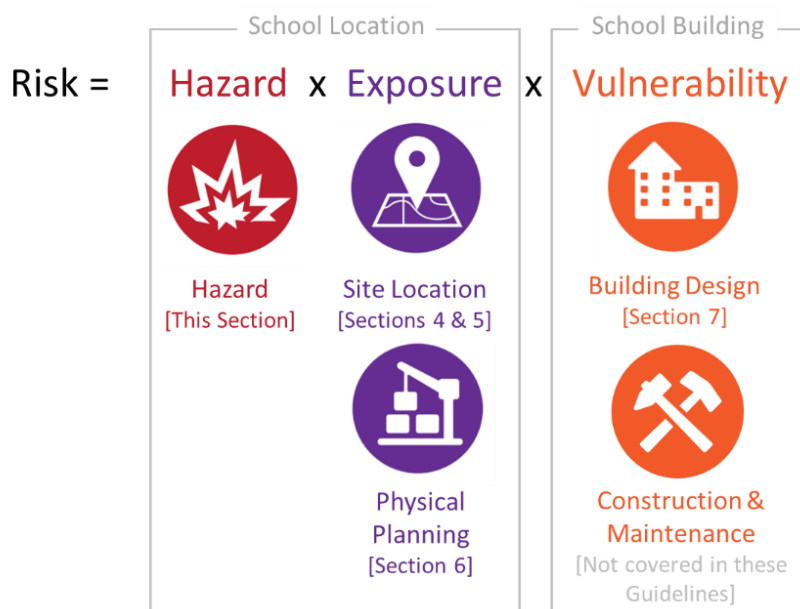 School Location
School Building
Risk = Hazard x Exposure x Vulnerability
Hazard
[This Section]
Site Location
[Sections 4 & 5]
Building Design
[Section 7]
Physical
Planning
[Section 6]
Construction &
Maintenance
[Not covered in these
Guidelines]